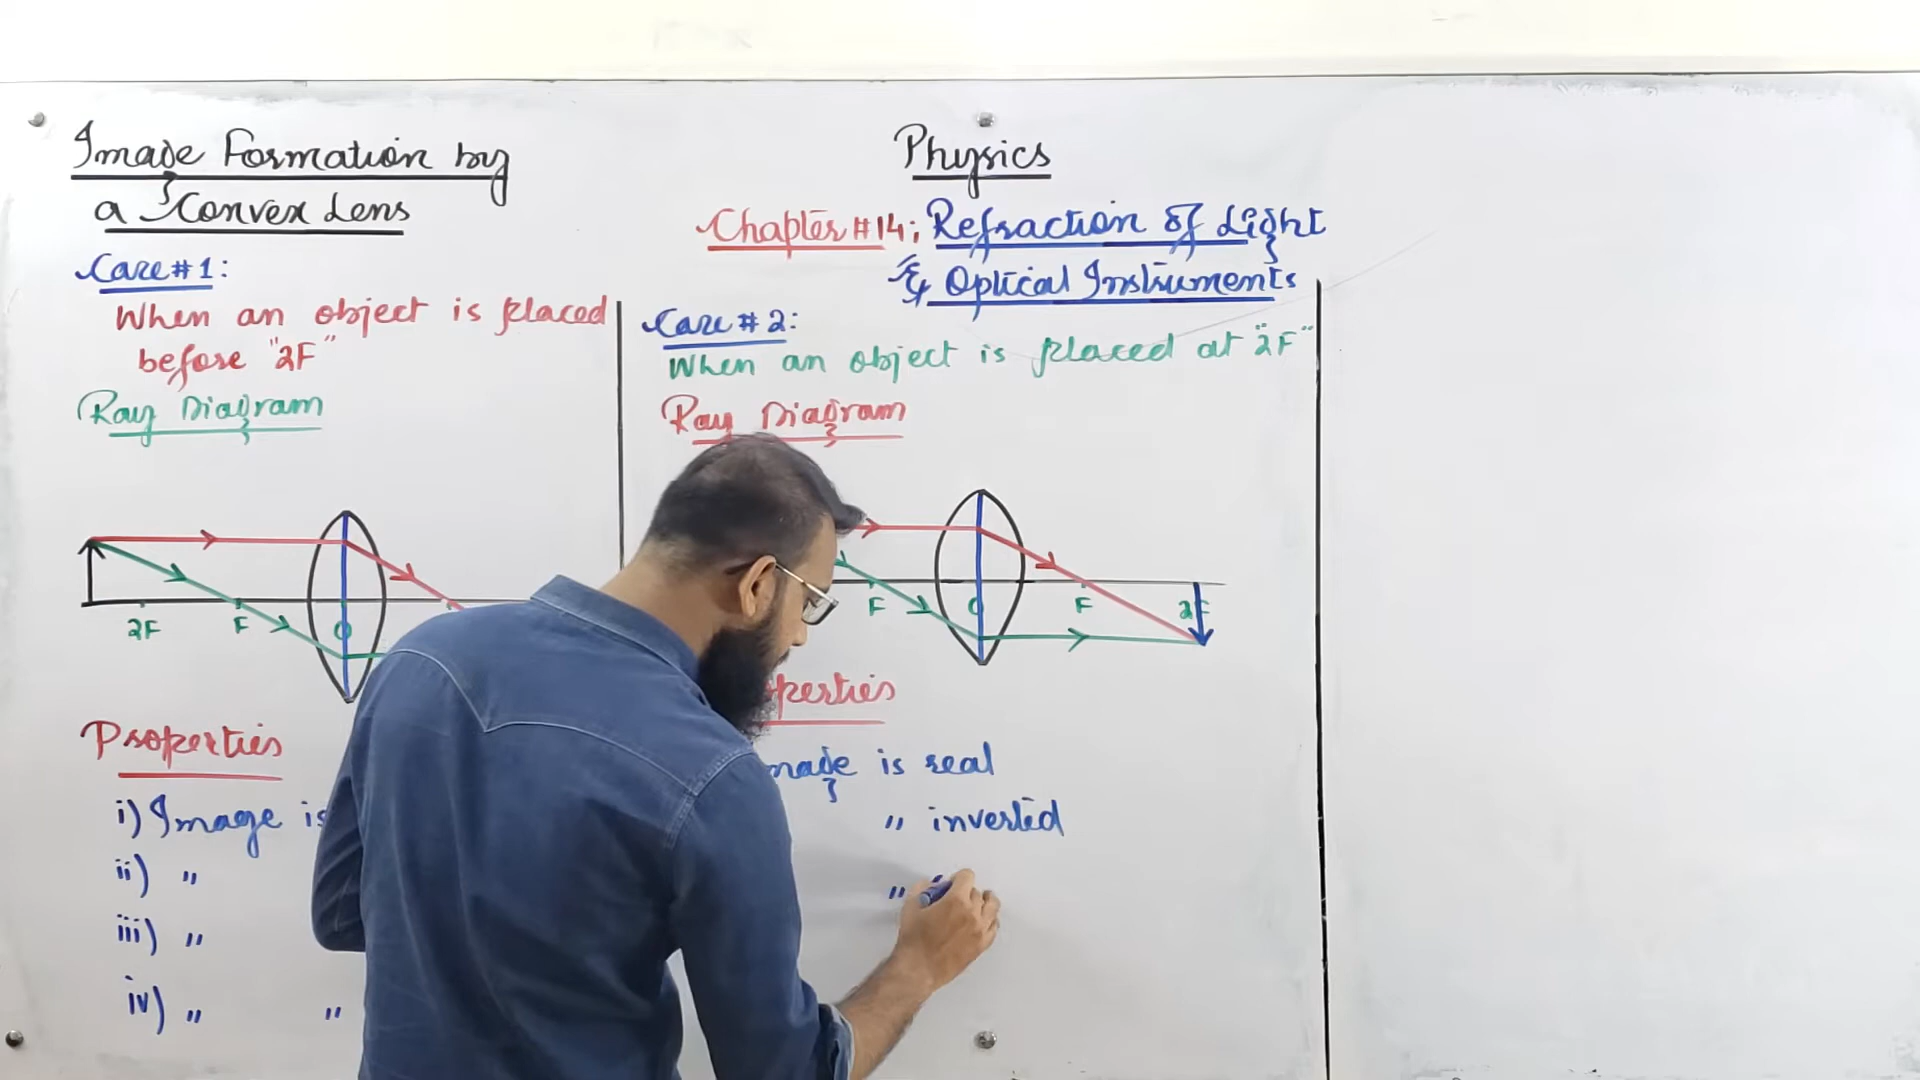 Image Formation by
a Convex Lens
Case # 1:
When an object is placed
before "2F"
Ray Diagram
2F F O
Properties
i) Image is
ii) "
iii) "
iv) " "
Physics
Chapter # 14; Refraction of Light
& Optical Instruments
Case # 2:
When an object is placed at "2F"
Ray Diagram
F O F 2F
is real
" inverted
"